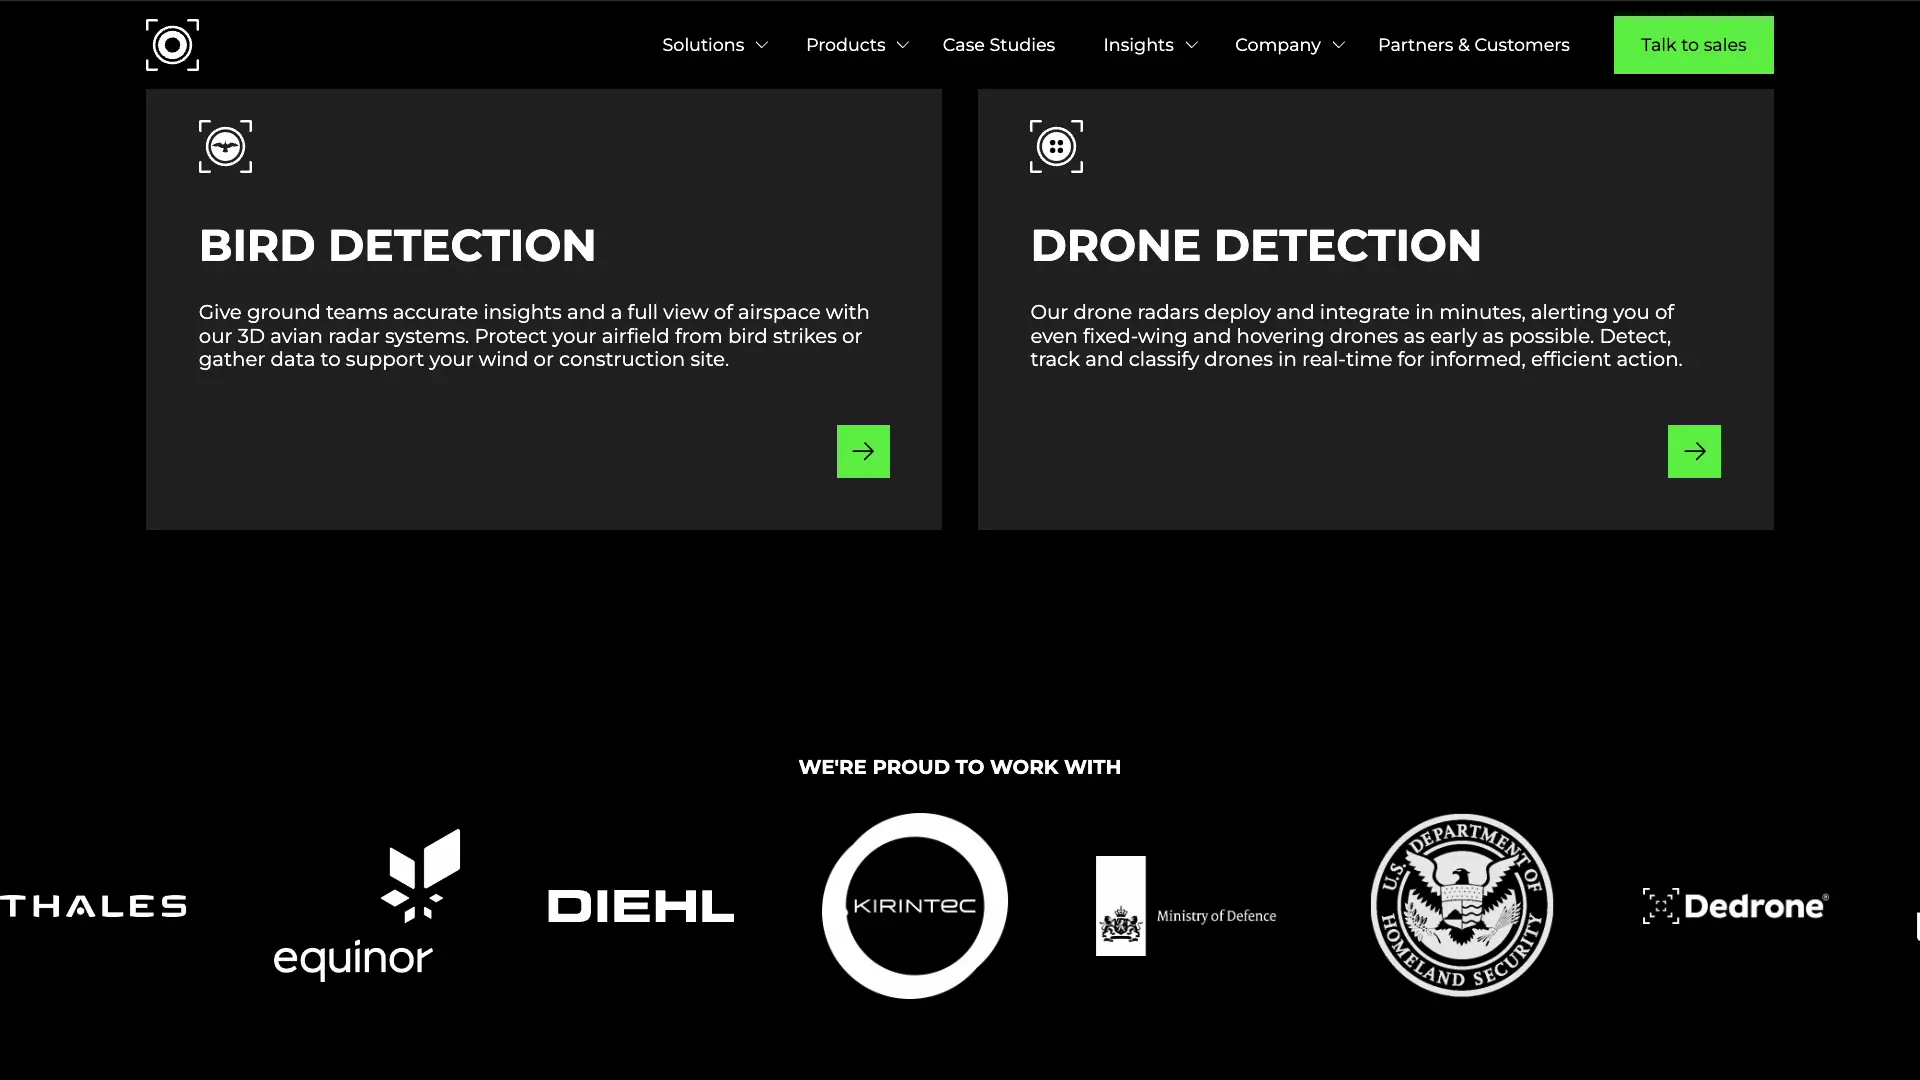 Solutions
Products
Case Studies
Insights
Company
Partners & Customers
Talk to sales
BIRD DETECTION
Give ground teams accurate insights and a full view of airspace with
our 3D avian radar systems. Protect your airfield from bird strikes or
gather data to support your wind or construction site.
DRONE DETECTION
Our drone radars deploy and integrate in minutes, alerting you of
even fixed-wing and hovering drones as early as possible. Detect,
track and classify drones in real-time for informed, efficient action.
WE'RE PROUD TO WORK WITH
THALES
equinor
DIEHL
KIRINTEC
Ministry of Defence
U.S. DEPARTMENT OF
HOMELAND SECURITY
Dedrone®